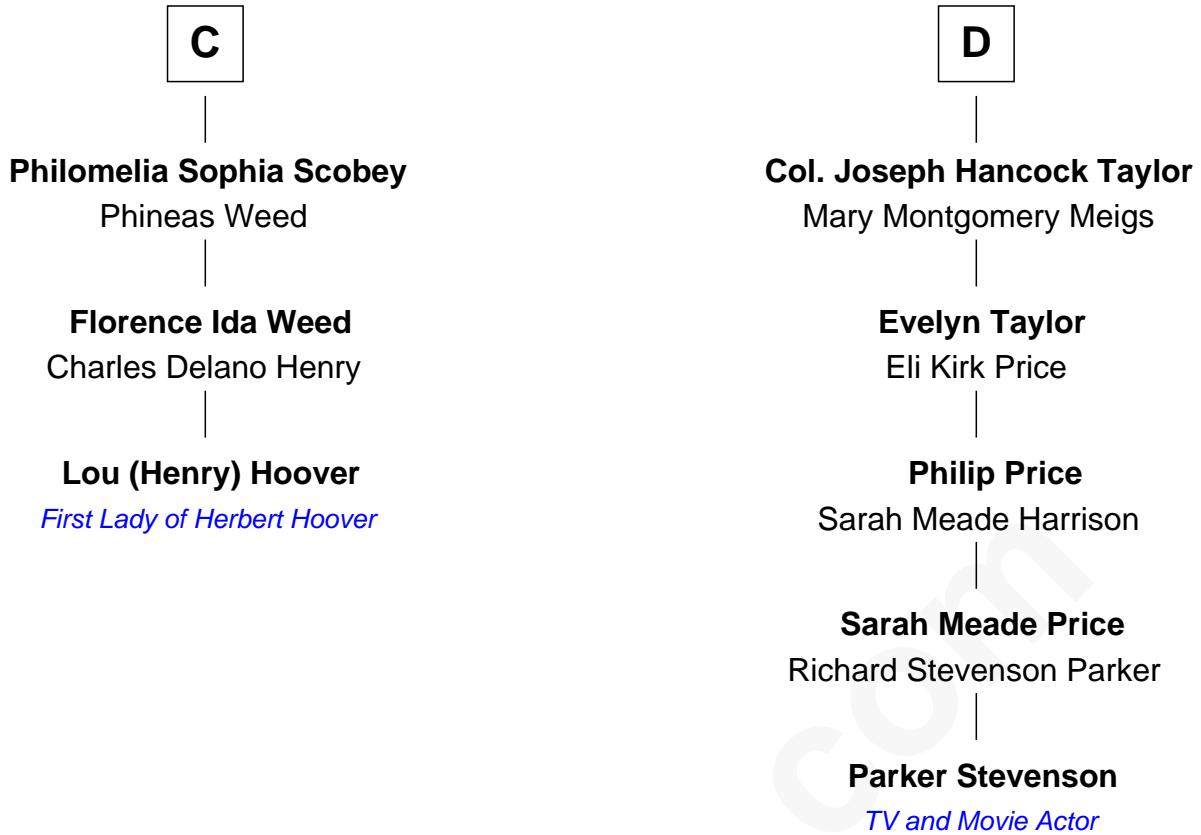 C
Philomelia Sophia Scobey
Phineas Weed
Florence Ida Weed
Charles Delano Henry
Lou (Henry) Hoover
First Lady of Herbert Hoover
D
Col. Joseph Hancock Taylor
Mary Montgomery Meigs
Evelyn Taylor
Eli Kirk Price
Philip Price
Sarah Meade Harrison
Sarah Meade Price
Richard Stevenson Parker
Parker Stevenson
TV and Movie Actor
com